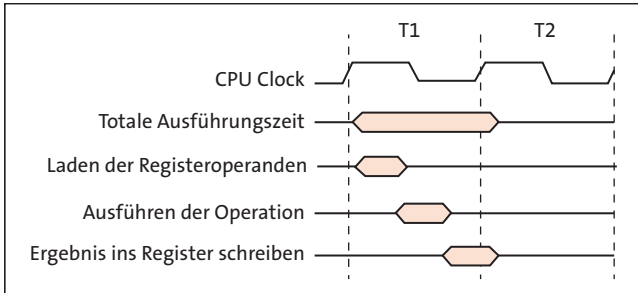 T1 T2
CPU Clock
Totale Ausführungszeit
Laden der Registeroperanden
Ausführen der Operation
Ergebnis ins Register schreiben